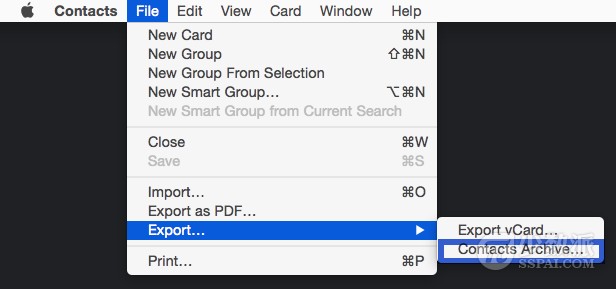 Contacts File Edit View Card Window Help
New Card ⌘N
New Group ⇧⌘N
New Group From Selection
New Smart Group... ⌥⌘N
New Smart Group from Current Search
Close ⌘W
Save ⌘S
Import... ⌘O
Export as PDF...
Export... ▶
Export vCard...
Contacts Archive...
Print... ⌘P
SSPAI.COM